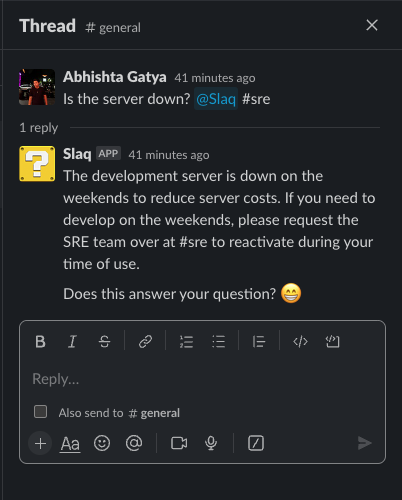 Thread # general
Abhishta Gatya 41 minutes ago
Is the server down? @Slaq #sre
1 reply
Slaq APP 41 minutes ago
The development server is down on the
weekends to reduce server costs. If you need to
develop on the weekends, please request the
SRE team over at #sre to reactivate during your
time of use.
Does this answer your question? 😁
B I S
Reply...
Also send to # general
Aa @